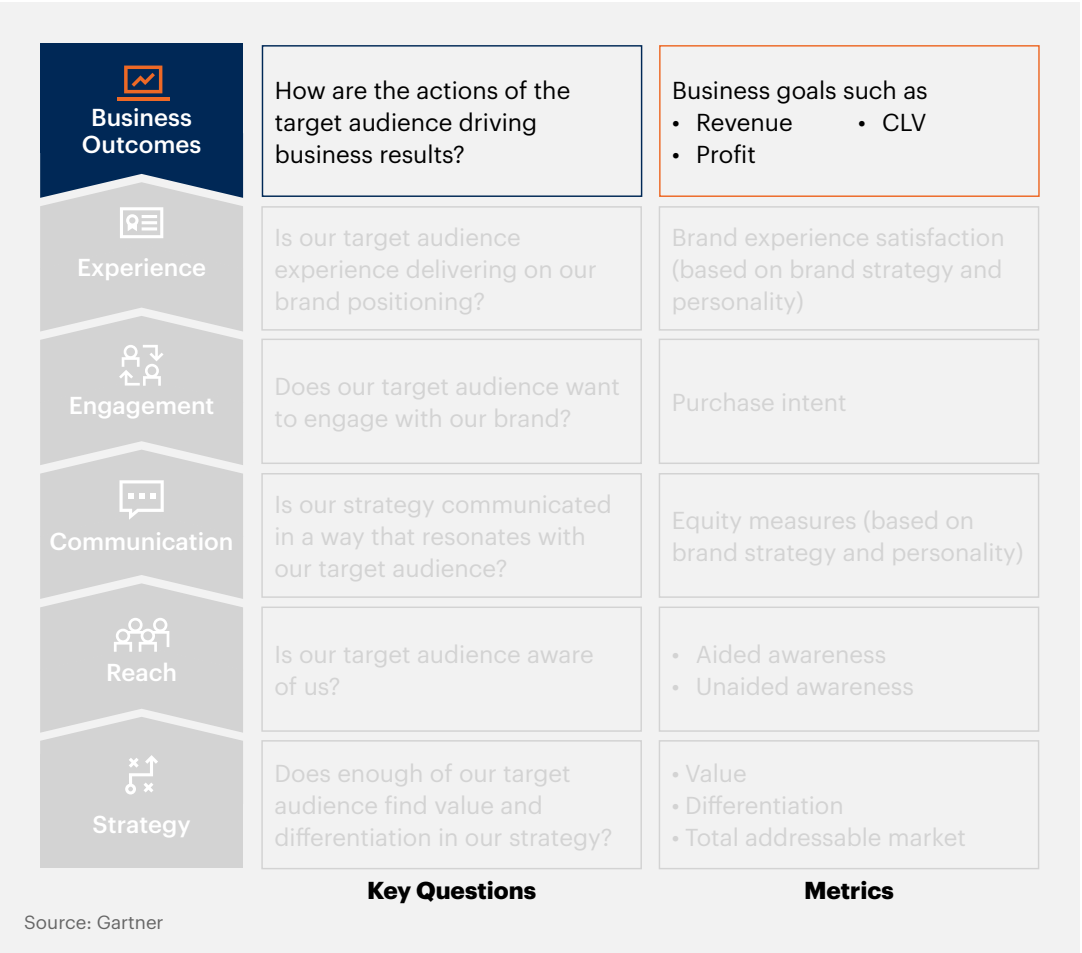 Business
Outcomes
How are the actions of the
target audience driving
business results?
Business goals such as
• Revenue • CLV
• Profit
Experience
Is our target audience
experience delivering on our
brand positioning?
Brand experience satisfaction
(based on brand strategy and
personality)
Engagement
Does our target audience want
to engage with our brand?
Purchase intent
Communication
Is our strategy communicated
in a way that resonates with
our target audience?
Equity measures (based on
brand strategy and personality)
Reach
Is our target audience aware
of us?
• Aided awareness
• Unaided awareness
Strategy
Does enough of our target
audience find value and
differentiation in our strategy?
• Value
• Differentiation
• Total addressable market
Key Questions
Metrics
Source: Gartner